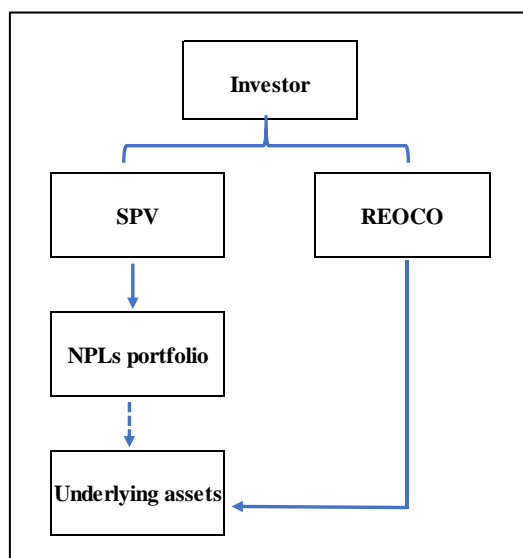 Investor
SPV
REOCO
NPLs portfolio
Underlying assets